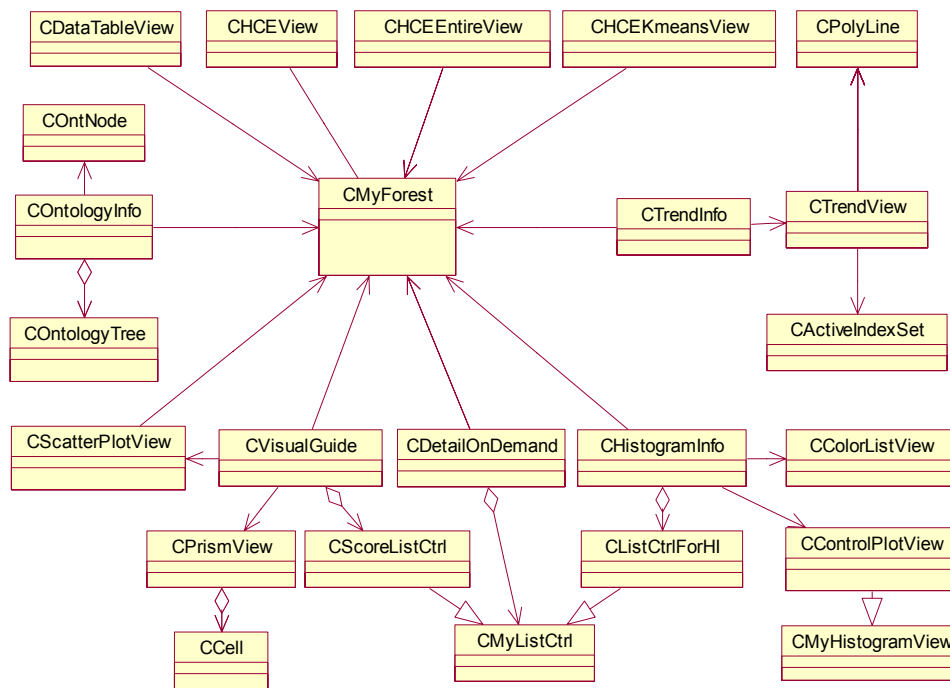 CDataTableView
CHCEView
CHCEEntireView
CHCEKmeansView
CPolyLine
COntNode
CMyForest
COntologyInfo
CTrendInfo
CTrendView
COntologyTree
CActiveIndexSet
CScatterPlotView
CVisualGuide
CDetailOnDemand
CHistogramInfo
CColorListView
CPrismView
CScoreListCtrl
CListCtrlForHI
CControlPlotView
CCell
CMyListCtrl
CMyHistogramView